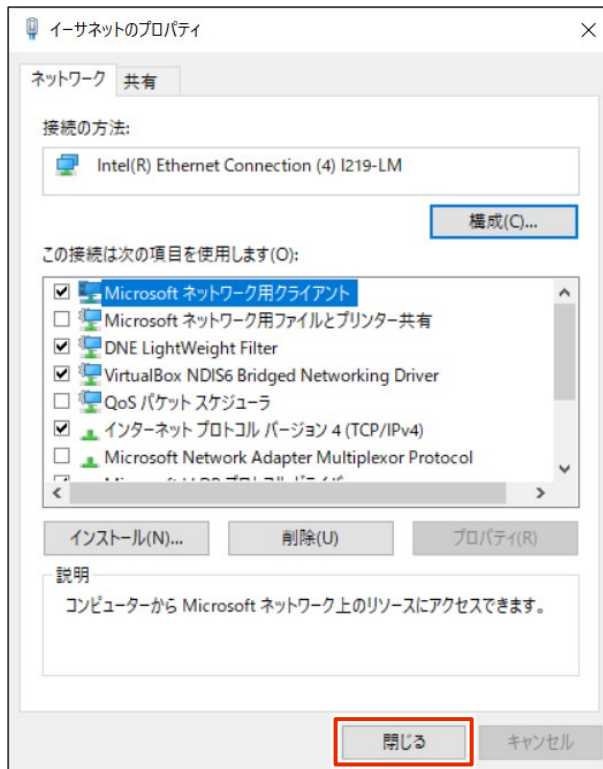 イーサネットのプロパティ
ネットワーク 共有
接続の方法:
Intel(R) Ethernet Connection (4) I219-LM
構成(C)...
この接続は次の項目を使用します(O):
Microsoft ネットワーク用クライアント
Microsoft ネットワーク用ファイルとプリンター共有
DNE LightWeight Filter
VirtualBox NDIS6 Bridged Networking Driver
QoS パケット スケジューラ
インターネット プロトコル バージョン 4 (TCP/IPv4)
Microsoft Network Adapter Multiplexor Protocol
インストール(N)... 削除(U) プロパティ(R)
説明
コンピューターから Microsoft ネットワーク上のリソースにアクセスできます。
閉じる キャンセル